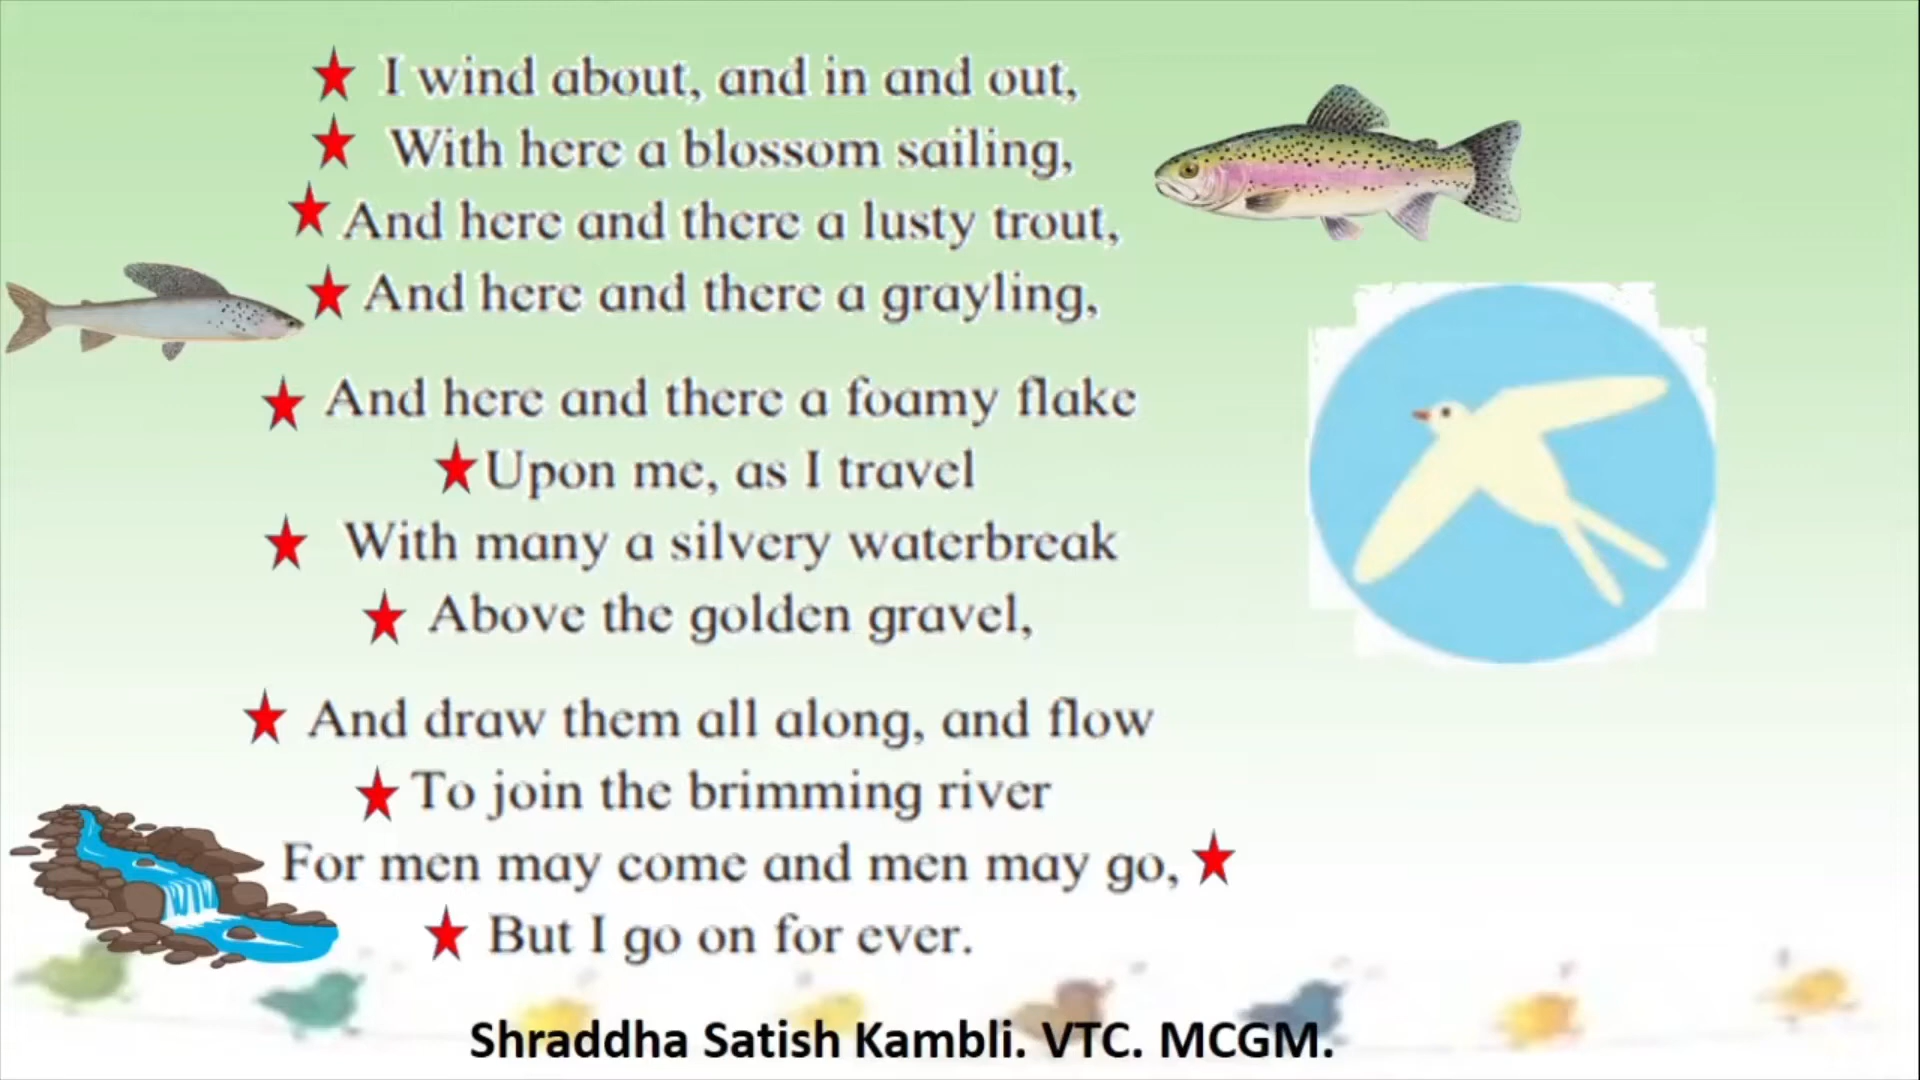 I wind about, and in and out,
With here a blossom sailing,
And here and there a lusty trout,
And here and there a grayling,
And here and there a foamy flake
Upon me, as I travel
With many a silvery waterbreak
Above the golden gravel,
And draw them all along, and flow
To join the brimming river
For men may come and men may go,
But I go on for ever.
Shraddha Satish Kambli. VTC. MCGM.